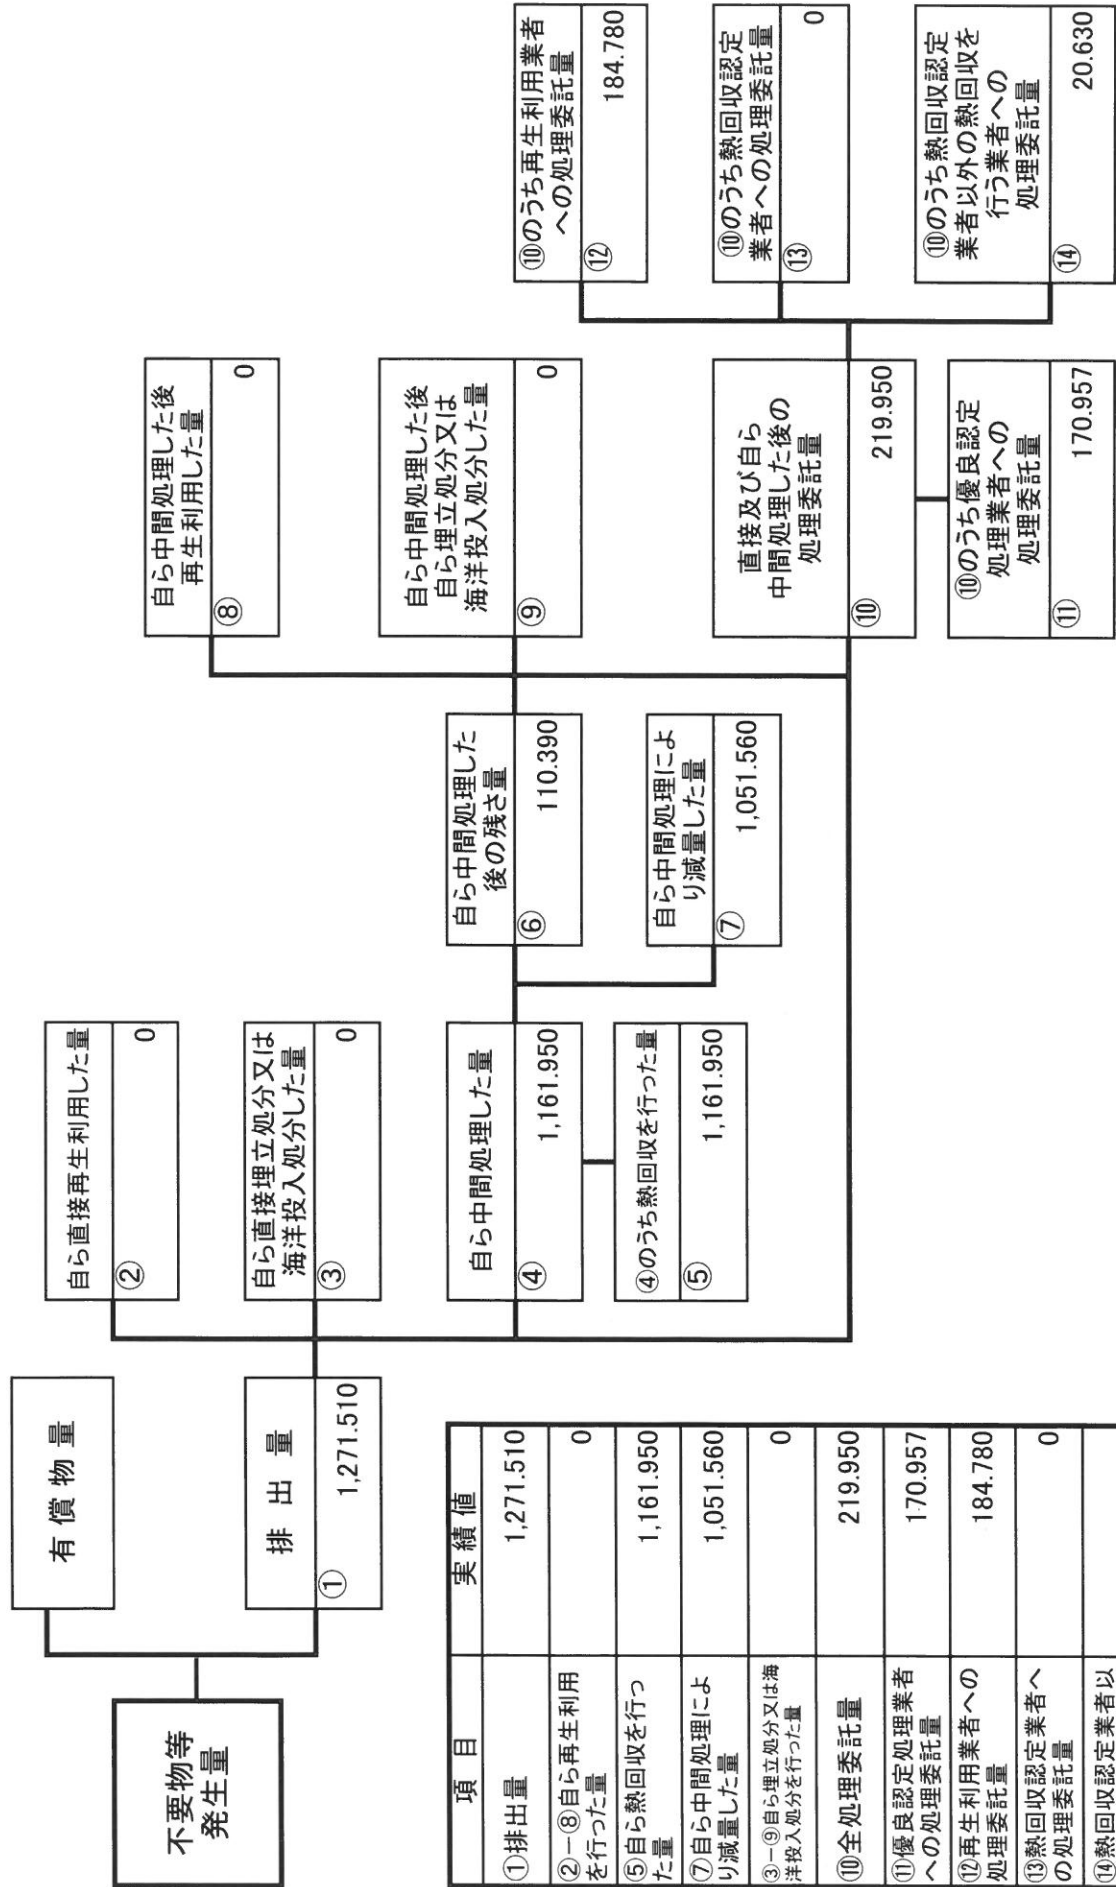 不要物等
発生量
有償物量
排出量
①
1,271.510
自ら直接再生利用した量
②
0
自ら直接埋立処分又は
海洋投入処分した量
③
0
自ら中間処理した量
④
1,161.950
④のうち熱回収を行った量
⑤
1,161.950
自ら中間処理した
後の残さ量
⑥
110.390
自ら中間処理によ
り減量した量
⑦
1,051.560
自ら中間処理した後
再生利用した量
⑧
0
自ら中間処理した後
自ら埋立処分又は
海洋投入処分した量
⑨
0
直接及び自ら
中間処理した後の
処理委託量
⑩
219.950
⑩のうち優良認定
処理業者への
処理委託量
⑪
170.957
⑩のうち再生利用業者
への処理委託量
⑫
184.780
⑩のうち熱回収認定
業者への処理委託量
⑬
0
⑩のうち熱回収認定
業者以外の熱回収を
行う業者への
処理委託量
⑭
20.630
項目 実績値
①排出量 1,271.510
②−⑧自ら再生利用 0
を行った量
⑤自ら熱回収を行っ 1,161.950
た量
⑦自ら中間処理によ 1,051.560
り減量した量
③−⑨自ら埋立処分又は海 0
洋投入処分を行った量
⑩全処理委託量 219.950
⑪優良認定処理業者 170.957
への処理委託量
⑫再生利用業者への 184.780
処理委託量
⑬熱回収認定業者へ 0
の処理委託量
⑭熱回収認定業者以